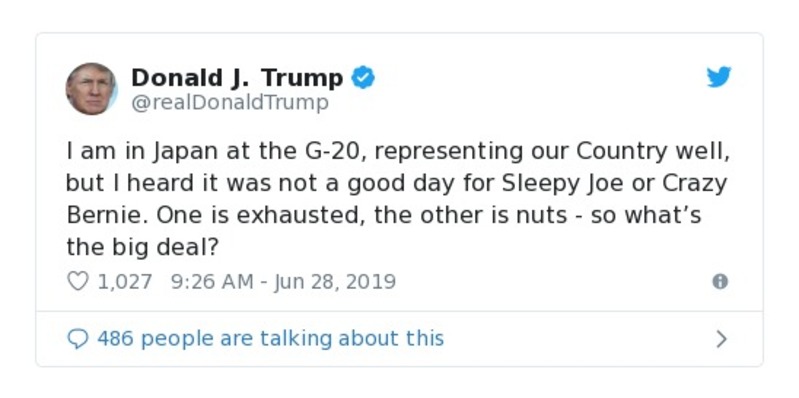 Donald J. Trump
@realDonaldTrump
I am in Japan at the G-20, representing our Country well,
but I heard it was not a good day for Sleepy Joe or Crazy
Bernie. One is exhausted, the other is nuts - so what’s
the big deal?
1,027 9:26 AM - Jun 28, 2019
486 people are talking about this